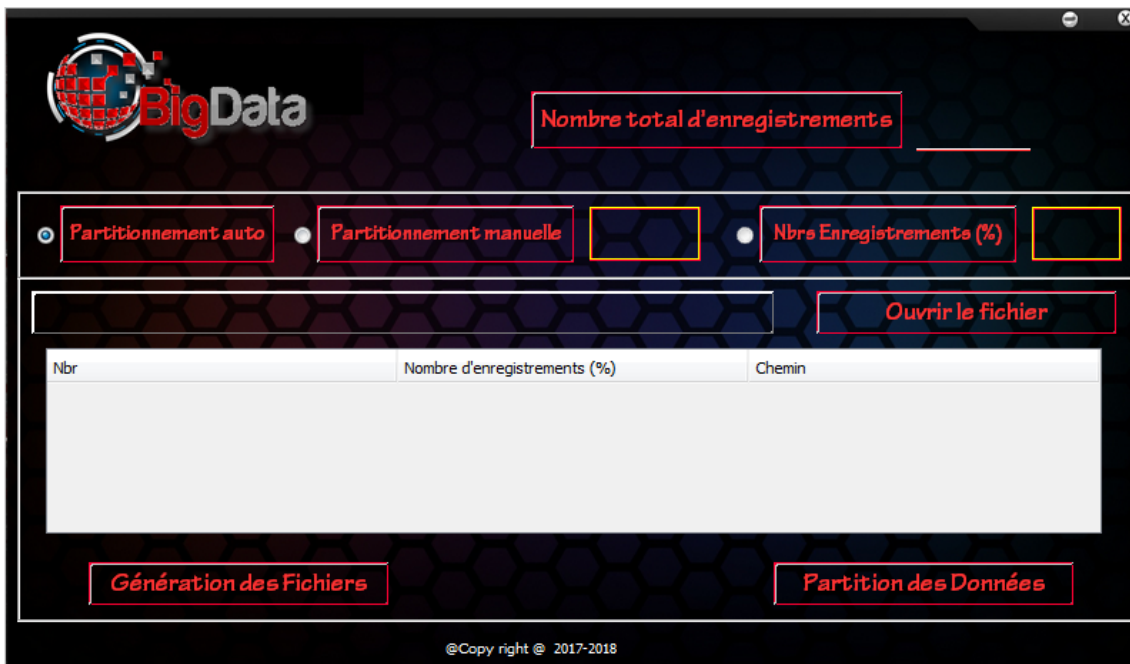 BigData
Nombre total d'enregistrements
Partitionnement auto
Partitionnement manuelle
Nbrs Enregistrements (%)
Ouvrir le fichier
Nbr Nombre d'enregistrements (%) Chemin
Génération des Fichiers
Partition des Données
@Copy right @ 2017-2018